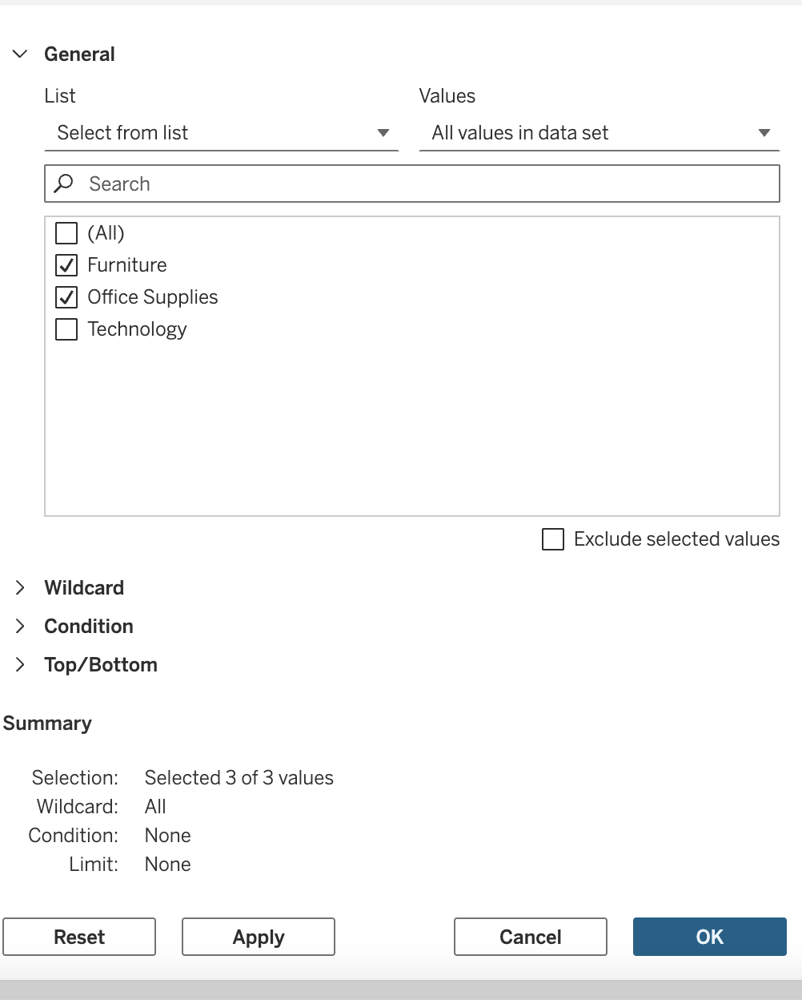 General
List
Values
Select from list
All values in data set
Search
(All)
Furniture
Office Supplies
Technology
Exclude selected values
Wildcard
Condition
Top/Bottom
Summary
Selection: Selected 3 of 3 values
Wildcard: All
Condition: None
Limit: None
Reset
Apply
Cancel
OK